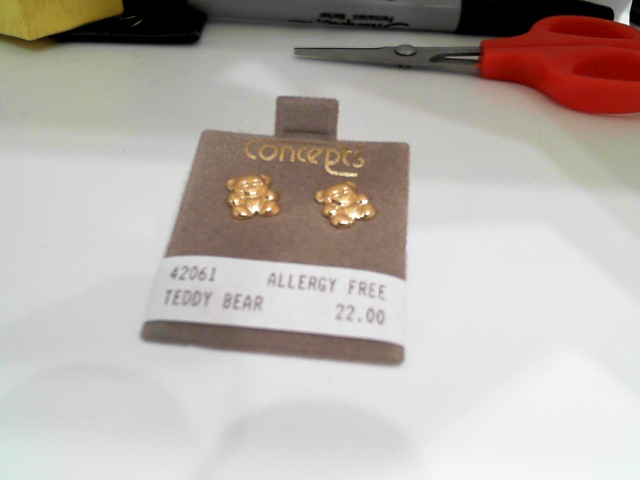 Concepts
42061 ALLERGY FREE
TEDDY BEAR 22.00